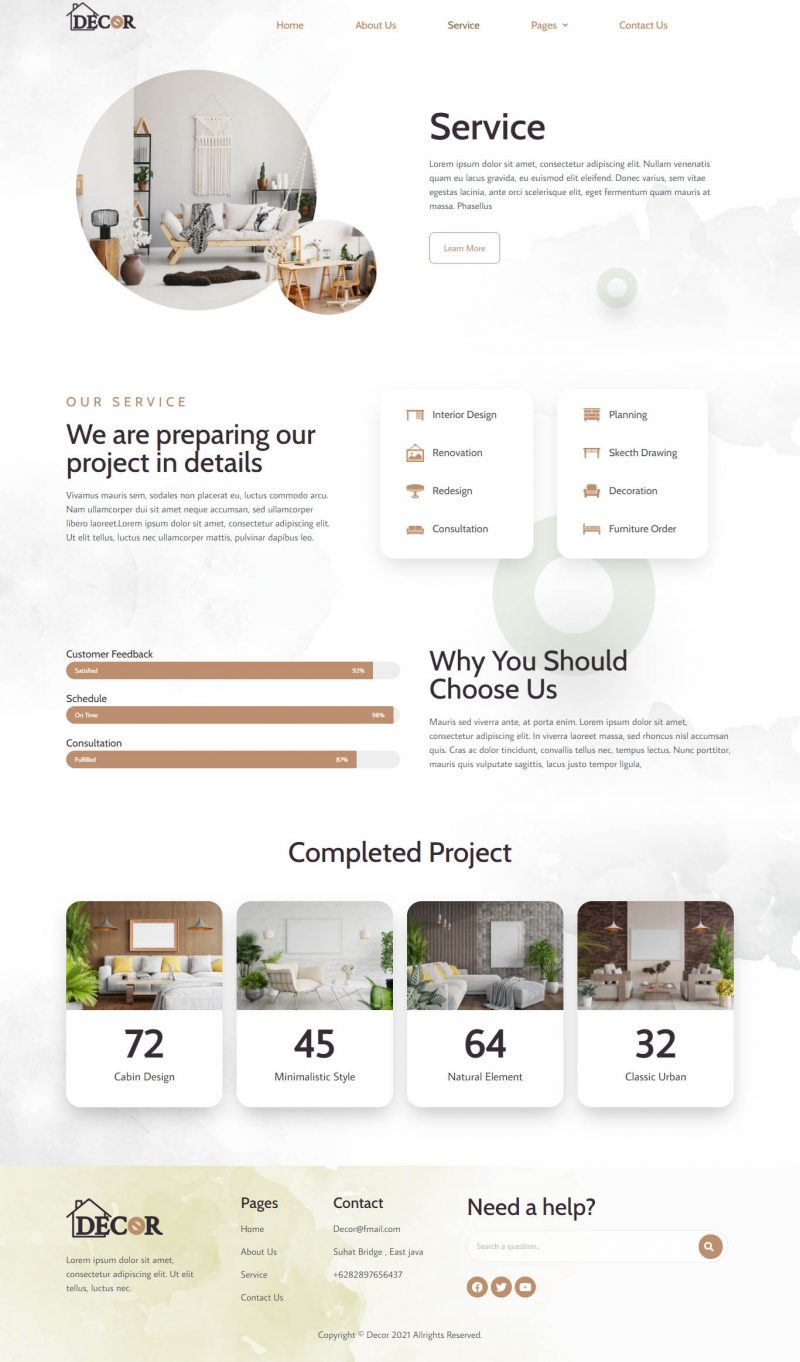 DECOR
Home
About Us
Service
Pages
Contact Us
Service
Lorem ipsum dolor sit amet, consectetur adipiscing elit. Nullam venenatis
quam eu lacus gravida, eu euismod elit eleifend. Donec varius, sem vitae
egestas lacinia, ante orci scelerisque elit, eget fermentum quam mauris at
massa. Phasellus
Learn More
OUR SERVICE
We are preparing our
project in details
Vivamus mauris sem, sodales non placerat eu, luctus commodo arcu.
Nam ullamcorper dui sit amet neque accumsan, sed ullamcorper
libero laoreet.Lorem ipsum dolor sit amet, consectetur adipiscing elit.
Ut elit tellus, luctus nec ullamcorper mattis, pulvinar dapibus leo.
Interior Design
Renovation
Redesign
Consultation
Planning
Skecth Drawing
Decoration
Furniture Order
Customer Feedback
Satisfied 92%
Schedule
On Time 98%
Consultation
Fulfilled 87%
Why You Should
Choose Us
Mauris sed viverra ante, at porta enim. Lorem ipsum dolor sit amet,
consectetur adipiscing elit. In viverra laoreet massa, sed rhoncus nisl accumsan
quis. Cras ac dolor tincidunt, convallis tellus nec, tempus lectus. Nunc porttitor,
mauris quis vulputate sagittis, lacus justo tempor ligula,
Completed Project
72
Cabin Design
45
Minimalistic Style
64
Natural Element
32
Classic Urban
DECOR
Lorem ipsum dolor sit amet,
consectetur adipiscing elit. Ut elit
tellus, luctus nec.
Pages
Home
About Us
Service
Contact Us
Contact
Decor@fmail.com
Suhat Bridge , East java
+6282897656437
Need a help?
Search a question...
Copyright © Decor 2021 Allrights Reserved.